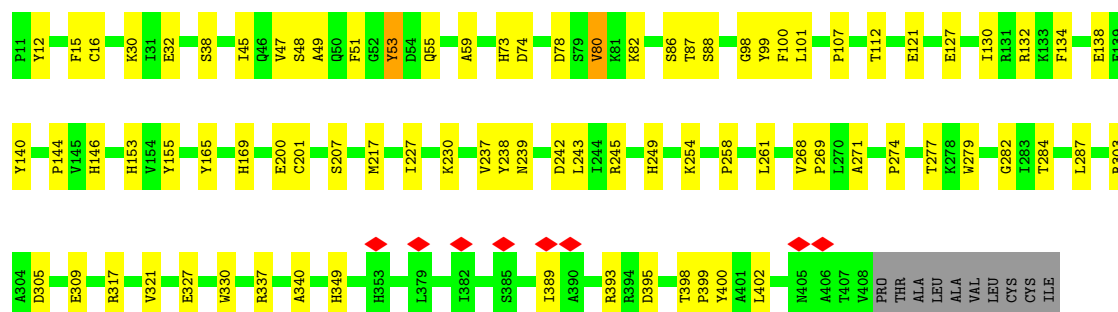 P11 Y12 F15 C16 K30 I31 E32 S38 I45 Q46 V47 S48 A49 Q50 F51 G52 Y53 D54 Q55 A59 H73 D74 D78 S79 V80 K81 K82 S86 T87 S88 G98 Y99 F100 L101 P107 T112 E121 E127 I130 R131 R132 K133 F134 E138 E139
Y140 P144 V145 H146 H153 V154 Y155 Y165 H169 E200 C201 S207 M217 I227 K230 V237 Y238 N239 D242 L243 I244 R245 H249 K254 P258 L261 V268 P269 L270 A271 P274 T277 K278 W279 G282 I283 T284 L287
A304 D305 E309 R317 V321 E327 W330 R337 A340 H349 H353 L379 I382 S385 I389 A390 R393 R394 D395 T398 P399 Y400 A401 L402 N405 A406 T407 V408 PRO THR ALA LEU ALA VAL LEU CYS CYS ILE